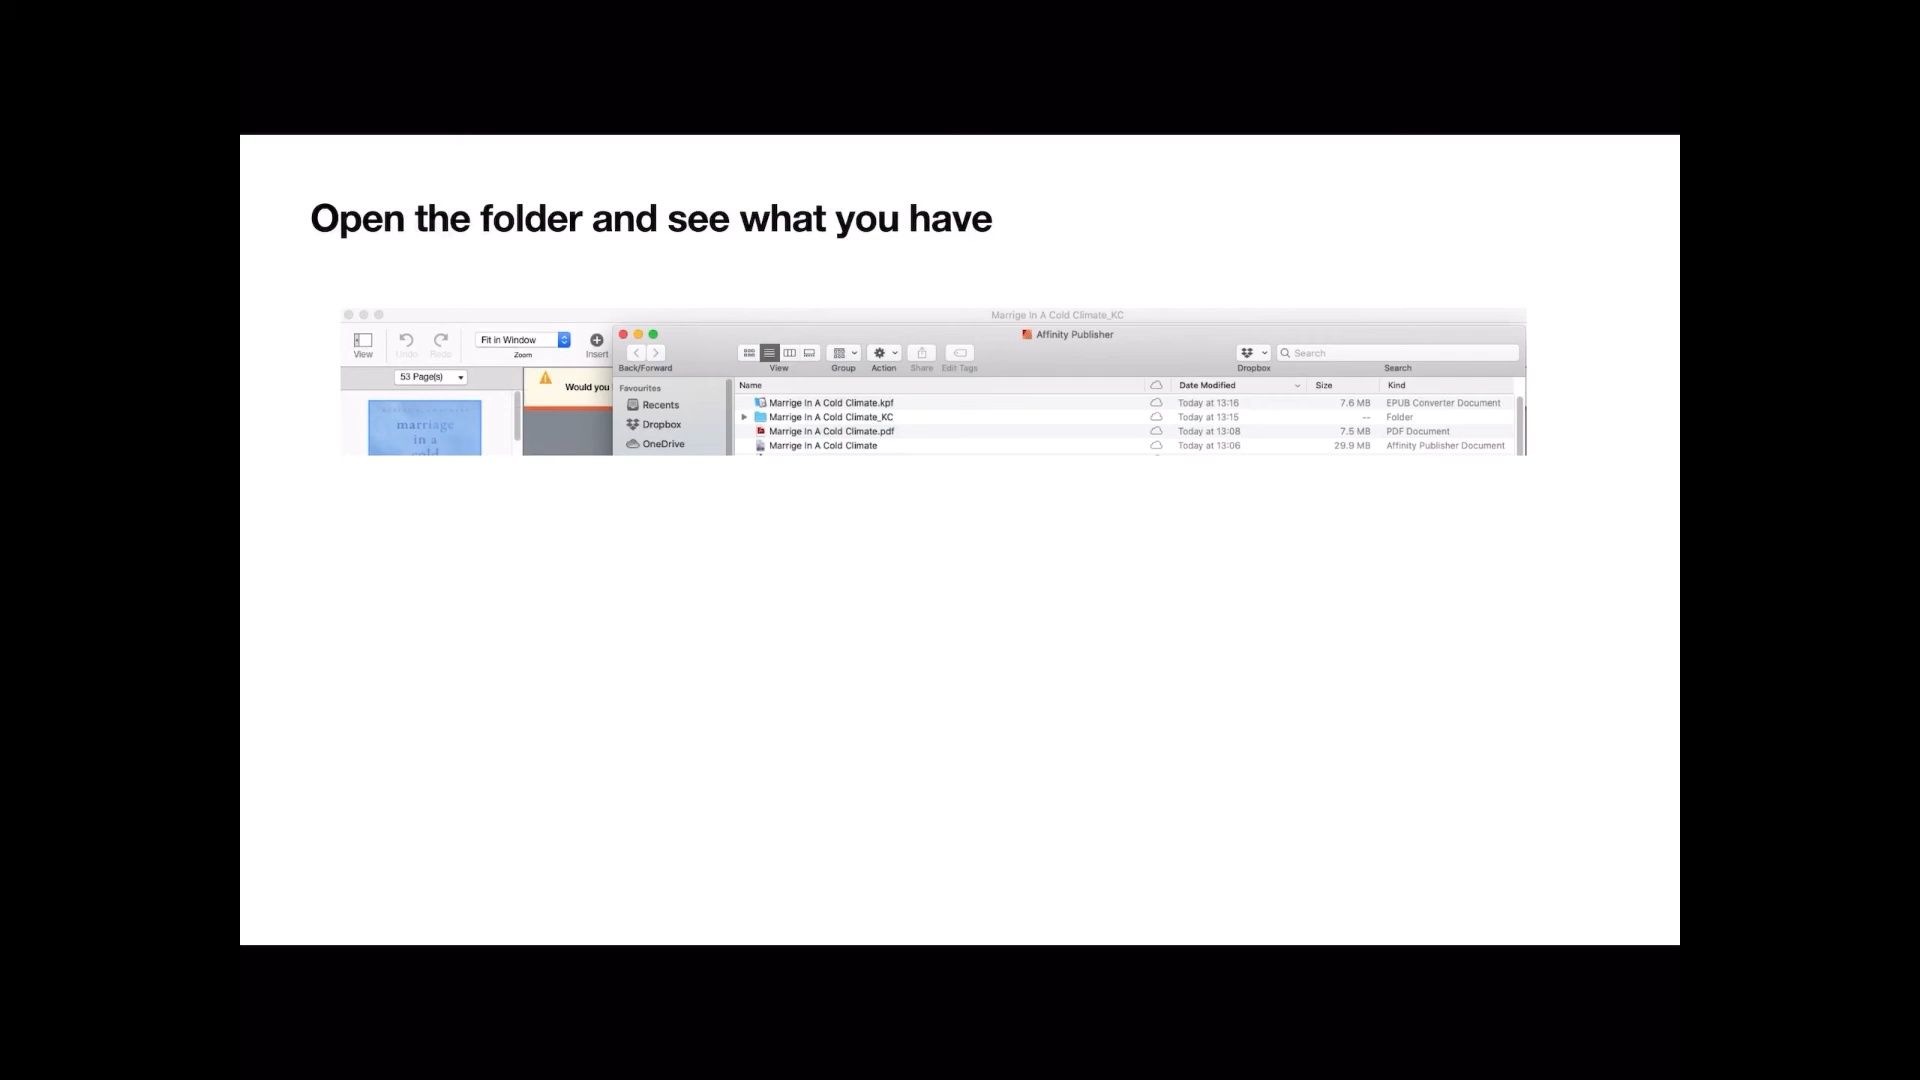 Open the folder and see what you have
Marrige In A Cold Climate_KC
Affinity Publisher
View
Undo
Redo
Fit in Window
Zoom
Insert
Back/Forward
View
Group
Action
Share
Edit Tags
Dropbox
Search
Search
53 Page(s)
Would you
Favourites
Recents
Dropbox
OneDrive
Name Date Modified Size Kind
Marrige In A Cold Climate.kpf Today at 13:16 7.6 MB EPUB Converter Document
Marrige In A Cold Climate_KC Today at 13:15 -- Folder
Marrige In A Cold Climate.pdf Today at 13:08 7.5 MB PDF Document
Marrige In A Cold Climate Today at 13:06 29.9 MB Affinity Publisher Document
marriage
in a
cold